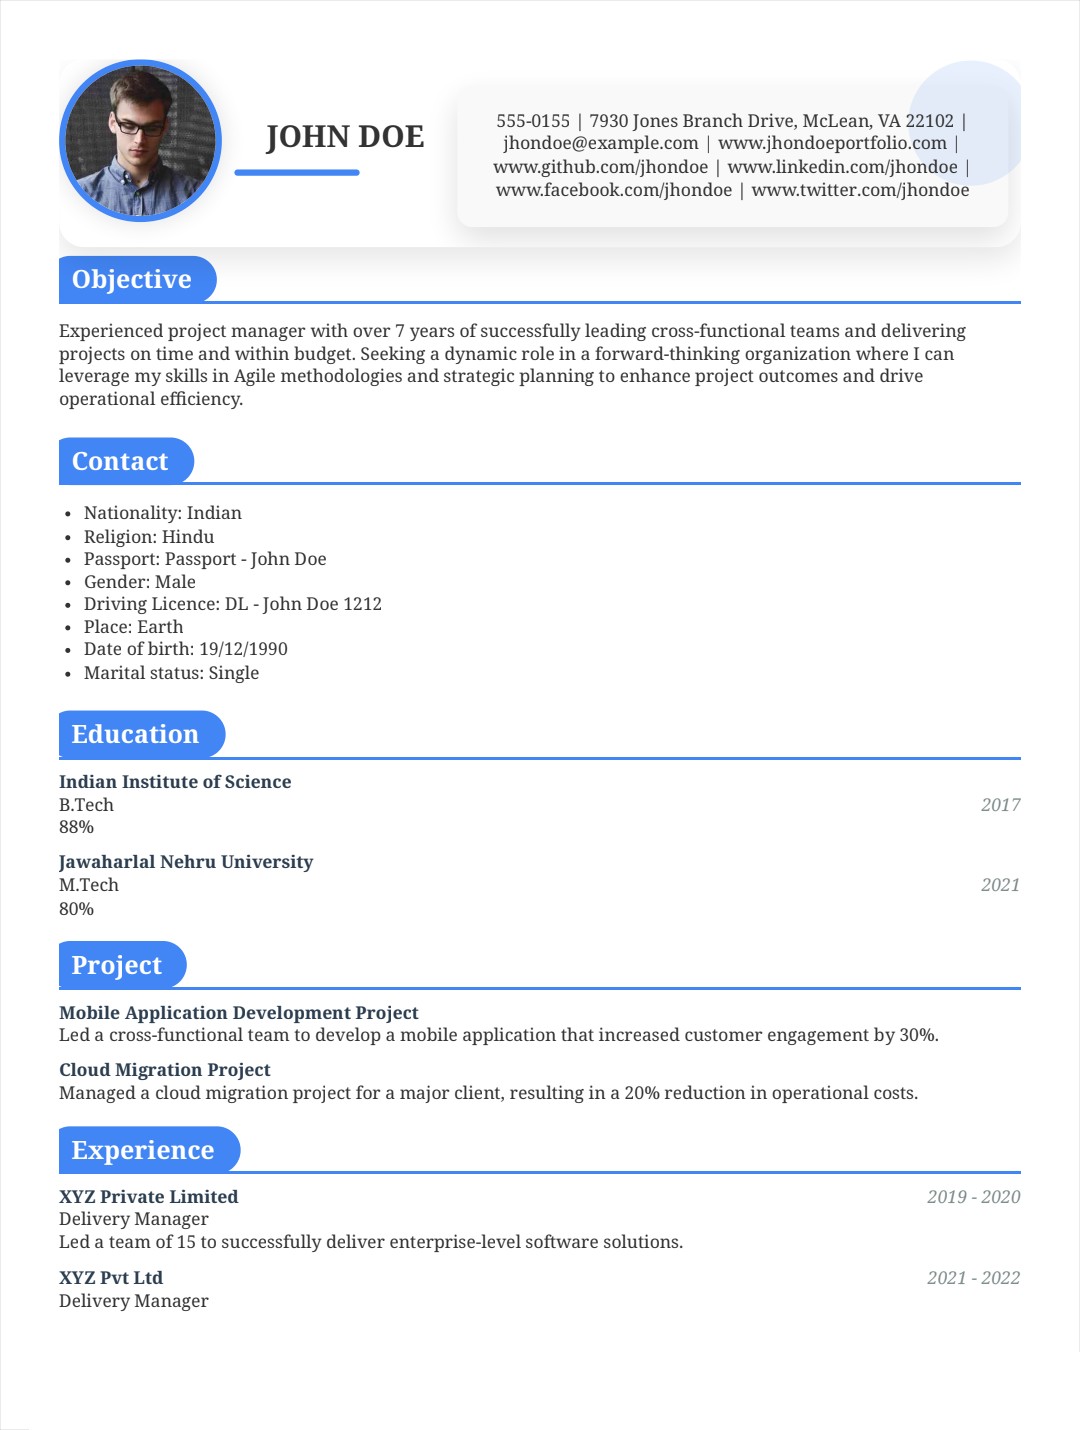 JOHN DOE
555-0155 | 7930 Jones Branch Drive, McLean, VA 22102 |
jhondoe@example.com | www.jhondoeportfolio.com |
www.github.com/jhondoe | www.linkedin.com/jhondoe |
www.facebook.com/jhondoe | www.twitter.com/jhondoe
Objective
Experienced project manager with over 7 years of successfully leading cross-functional teams and delivering
projects on time and within budget. Seeking a dynamic role in a forward-thinking organization where I can
leverage my skills in Agile methodologies and strategic planning to enhance project outcomes and drive
operational efficiency.
Contact
• Nationality: Indian
• Religion: Hindu
• Passport: Passport - John Doe
• Gender: Male
• Driving Licence: DL - John Doe 1212
• Place: Earth
• Date of birth: 19/12/1990
• Marital status: Single
Education
Indian Institute of Science
B.Tech 2017
88%
Jawaharlal Nehru University
M.Tech 2021
80%
Project
Mobile Application Development Project
Led a cross-functional team to develop a mobile application that increased customer engagement by 30%.
Cloud Migration Project
Managed a cloud migration project for a major client, resulting in a 20% reduction in operational costs.
Experience
XYZ Private Limited 2019 - 2020
Delivery Manager
Led a team of 15 to successfully deliver enterprise-level software solutions.
XYZ Pvt Ltd 2021 - 2022
Delivery Manager